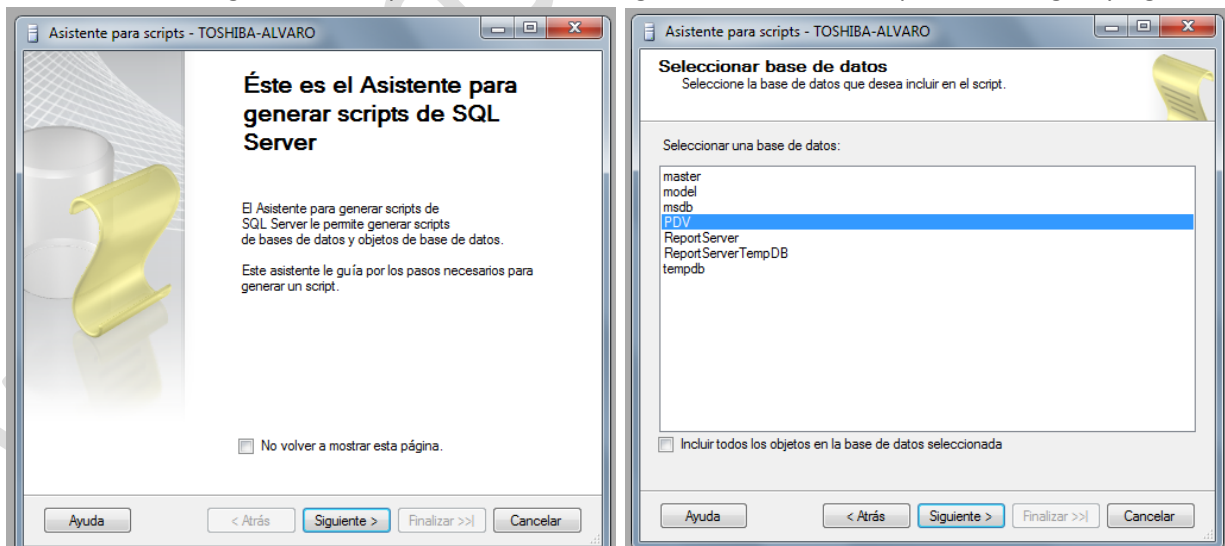 Asistente para scripts - TOSHIBA-ALVARO
Éste es el Asistente para
generar scripts de SQL
Server
El Asistente para generar scripts de
SQL Server le permite generar scripts
de bases de datos y objetos de base de datos.
Este asistente le guía por los pasos necesarios para
generar un script.
No volver a mostrar esta página.
Ayuda
< Atrás
Siguiente >
Finalizar >>|
Cancelar
Asistente para scripts - TOSHIBA-ALVARO
Seleccionar base de datos
Seleccione la base de datos que desea incluir en el script.
Seleccionar una base de datos:
master
model
msdb
PDV
ReportServer
ReportServerTempDB
tempdb
Incluir todos los objetos en la base de datos seleccionada
Ayuda
< Atrás
Siguiente >
Finalizar >>|
Cancelar